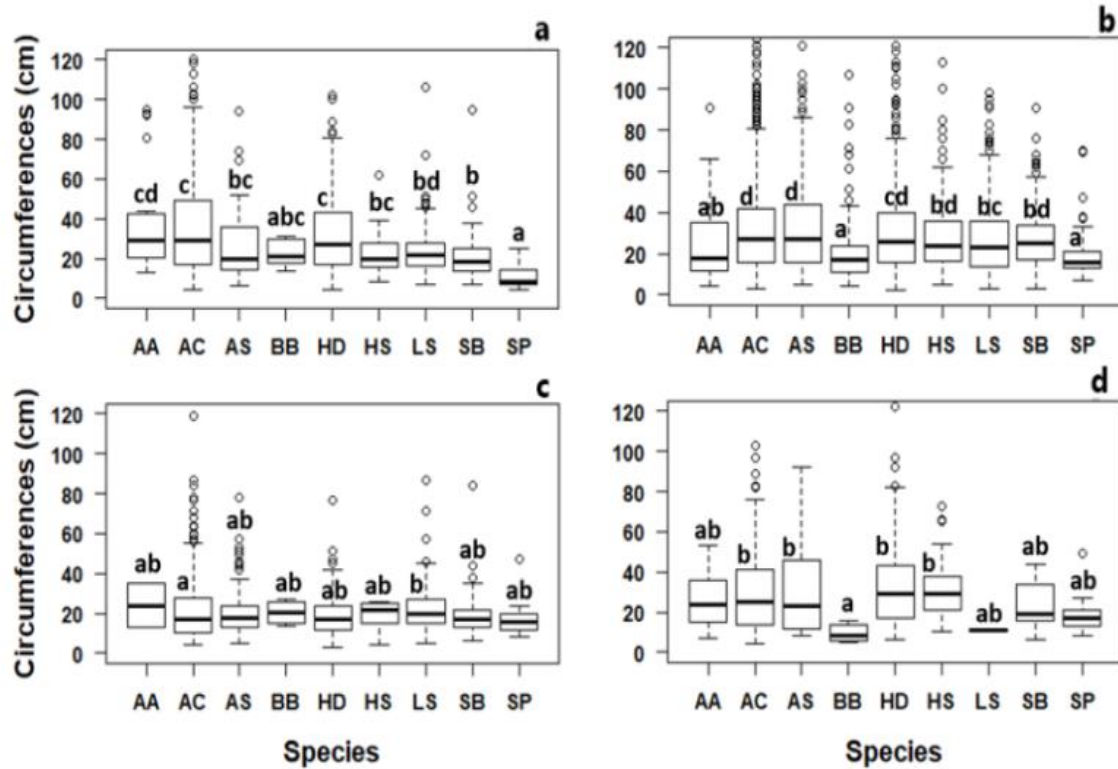 a
b
Circumferences (cm)
120
100
80
60
40
20
0
cd c bc abc c bc bd b a
AA AC AS BB HD HS LS SB SP
120
100
80
60
40
20
0
ab d d a cd bd bc bd a
AA AC AS BB HD HS LS SB SP
c
d
Circumferences (cm)
120
100
80
60
40
20
0
ab a ab ab ab ab b ab ab
AA AC AS BB HD HS LS SB SP
Species
120
100
80
60
40
20
0
ab b b a b b ab ab ab
AA AC AS BB HD HS LS SB SP
Species